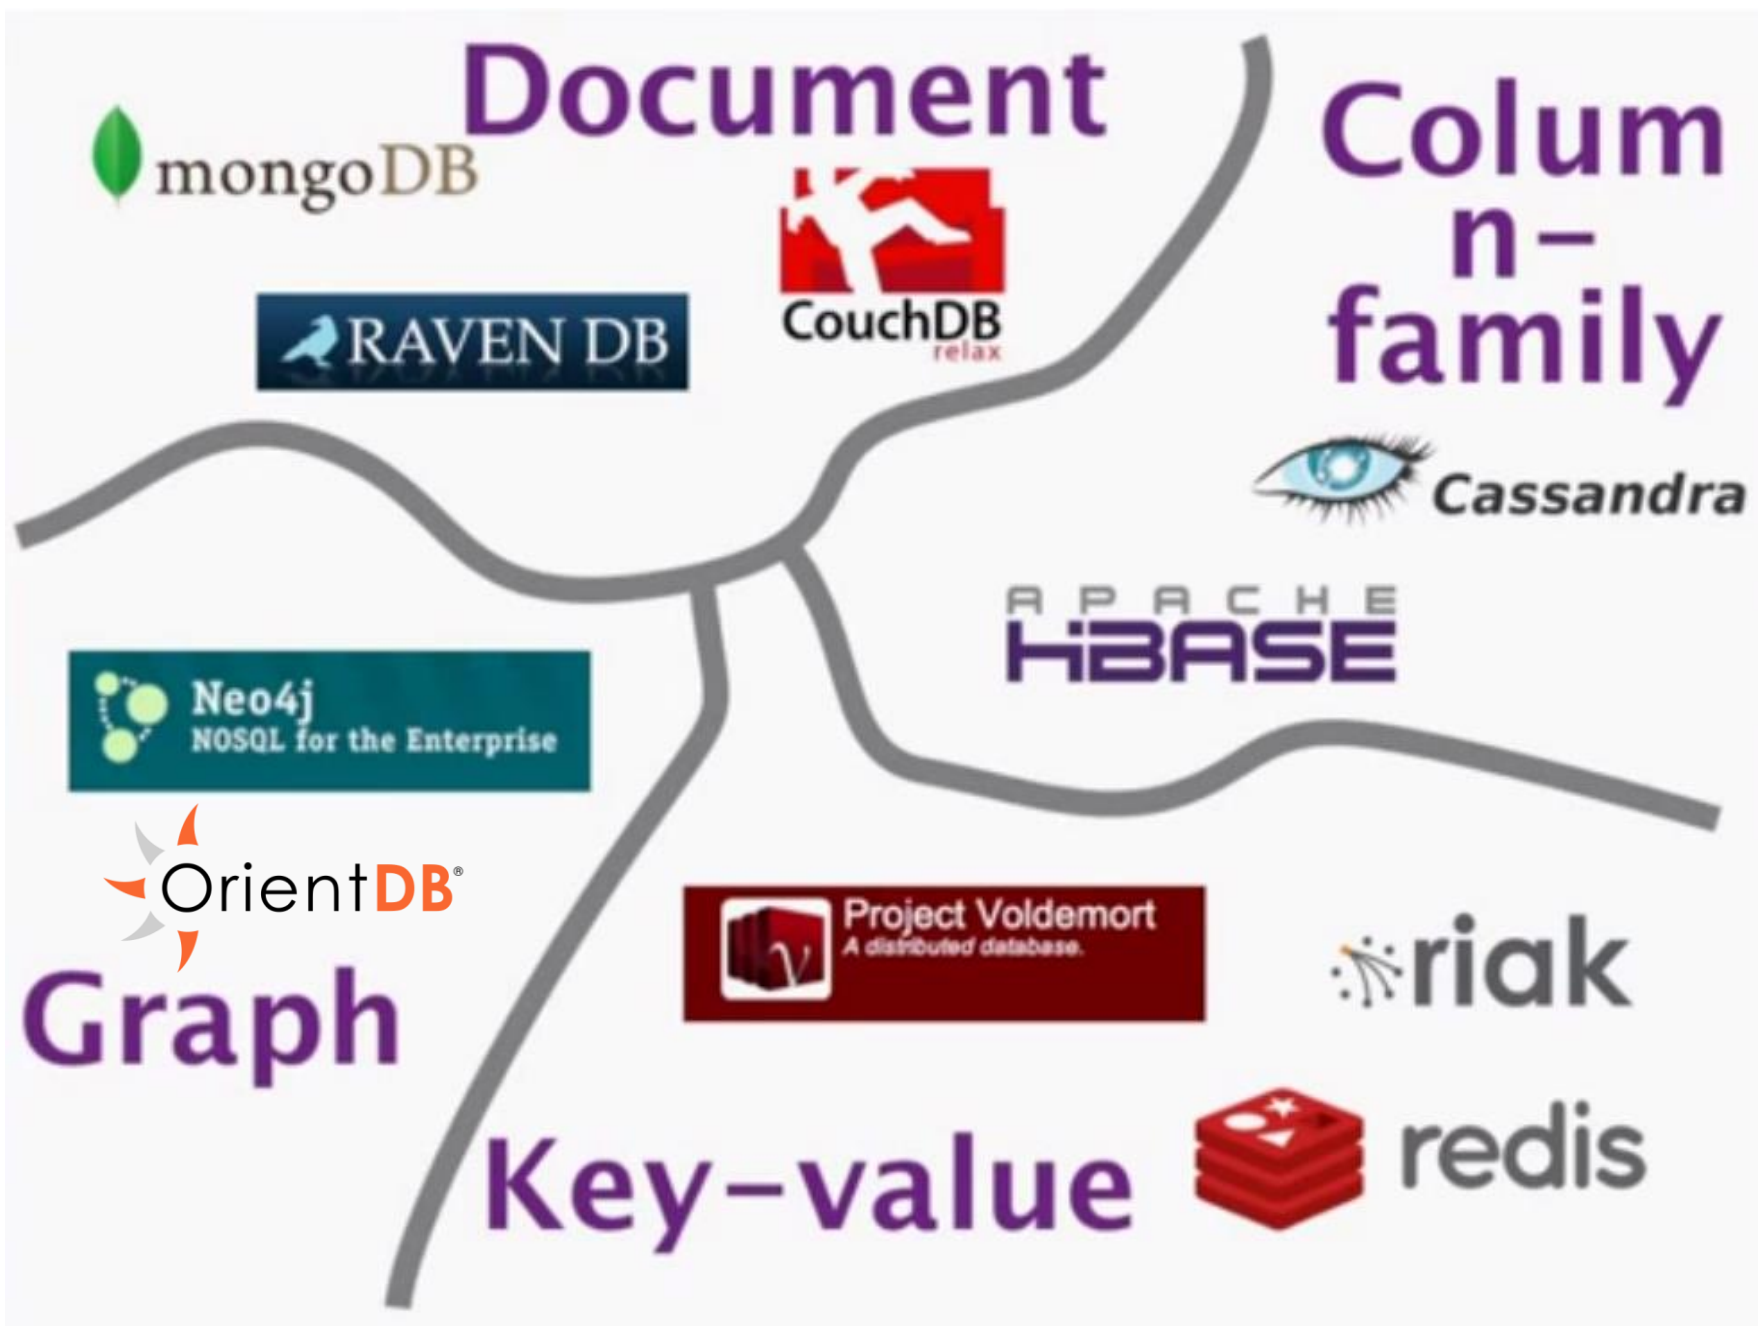 Document
mongoDB
CouchDB
relax
RAVEN DB
Colum
n-
family
Cassandra
APACHE
HBASE
Neo4j
NOSQL for the Enterprise
OrientDB®
Graph
Project Voldemort
A distributed database.
riak
redis
Key-value